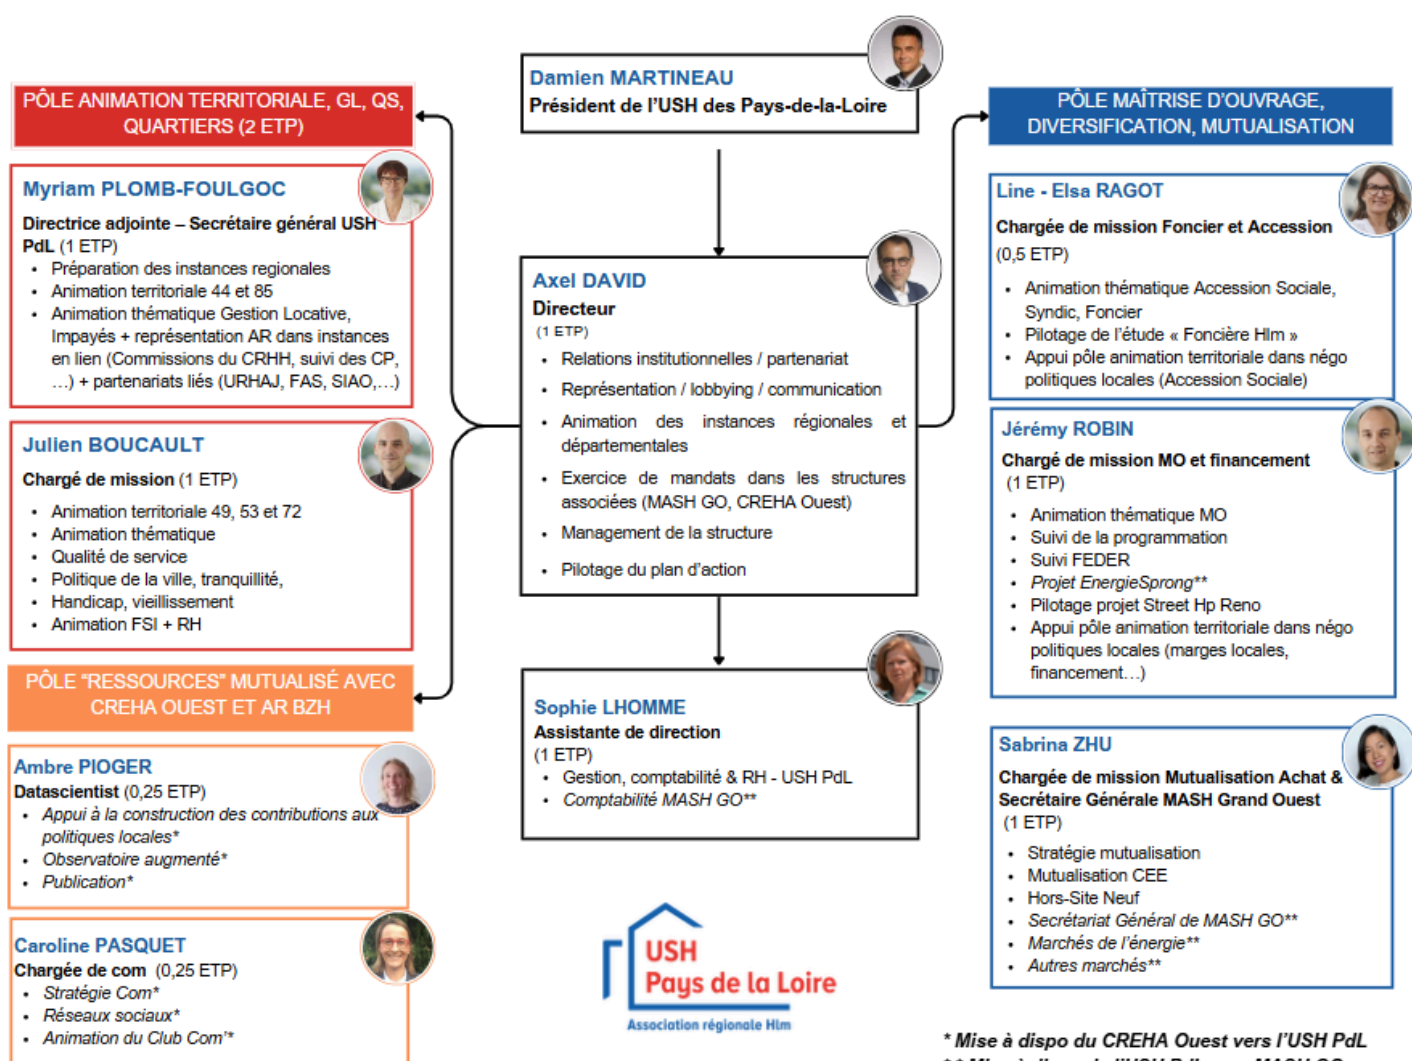 Damien MARTINEAU
Président de l'USH des Pays-de-la-Loire
PÔLE ANIMATION TERRITORIALE, GL, QS,
QUARTIERS (2 ETP)
Myriam PLOMB-FOULGOC
Directrice adjointe – Secrétaire général USH
PdL (1 ETP)
• Préparation des instances regionales
• Animation territoriale 44 et 85
• Animation thématique Gestion Locative,
Impayés + représentation AR dans instances
en lien (Commissions du CRHH, suivi des CP,
…) + partenariats liés (URHAJ, FAS, SIAO,…)
Julien BOUCAULT
Chargé de mission (1 ETP)
• Animation territoriale 49, 53 et 72
• Animation thématique
• Qualité de service
• Politique de la ville, tranquillité,
• Handicap, vieillissement
• Animation FSI + RH
PÔLE "RESSOURCES" MUTUALISÉ AVEC
CREHA OUEST ET AR BZH
Ambre PIOGER
Datascientist (0,25 ETP)
• Appui à la construction des contributions aux
politiques locales*
• Observatoire augmenté*
• Publication*
Caroline PASQUET
Chargée de com (0,25 ETP)
• Stratégie Com*
• Réseaux sociaux*
• Animation du Club Com'*
Axel DAVID
Directeur
(1 ETP)
• Relations institutionnelles / partenariat
• Représentation / lobbying / communication
• Animation des instances régionales et
départementales
• Exercice de mandats dans les structures
associées (MASH GO, CREHA Ouest)
• Management de la structure
• Pilotage du plan d'action
Sophie LHOMME
Assistante de direction
(1 ETP)
• Gestion, comptabilité & RH - USH PdL
• Comptabilité MASH GO**
USH
Pays de la Loire
Association régionale Hlm
PÔLE MAÎTRISE D'OUVRAGE,
DIVERSIFICATION, MUTUALISATION
Line - Elsa RAGOT
Chargée de mission Foncier et Accession
(0,5 ETP)
• Animation thématique Accession Sociale,
Syndic, Foncier
• Pilotage de l'étude « Foncière Hlm »
• Appui pôle animation territoriale dans négo
politiques locales (Accession Sociale)
Jérémy ROBIN
Chargé de mission MO et financement
(1 ETP)
• Animation thématique MO
• Suivi de la programmation
• Suivi FEDER
• Projet EnergieSprong**
• Pilotage projet Street Hp Reno
• Appui pôle animation territoriale dans négo
politiques locales (marges locales,
financement…)
Sabrina ZHU
Chargée de mission Mutualisation Achat &
Secrétaire Générale MASH Grand Ouest
(1 ETP)
• Stratégie mutualisation
• Mutualisation CEE
• Hors-Site Neuf
• Secrétariat Général de MASH GO**
• Marchés de l'énergie**
• Autres marchés**
* Mise à dispo du CREHA Ouest vers l'USH PdL